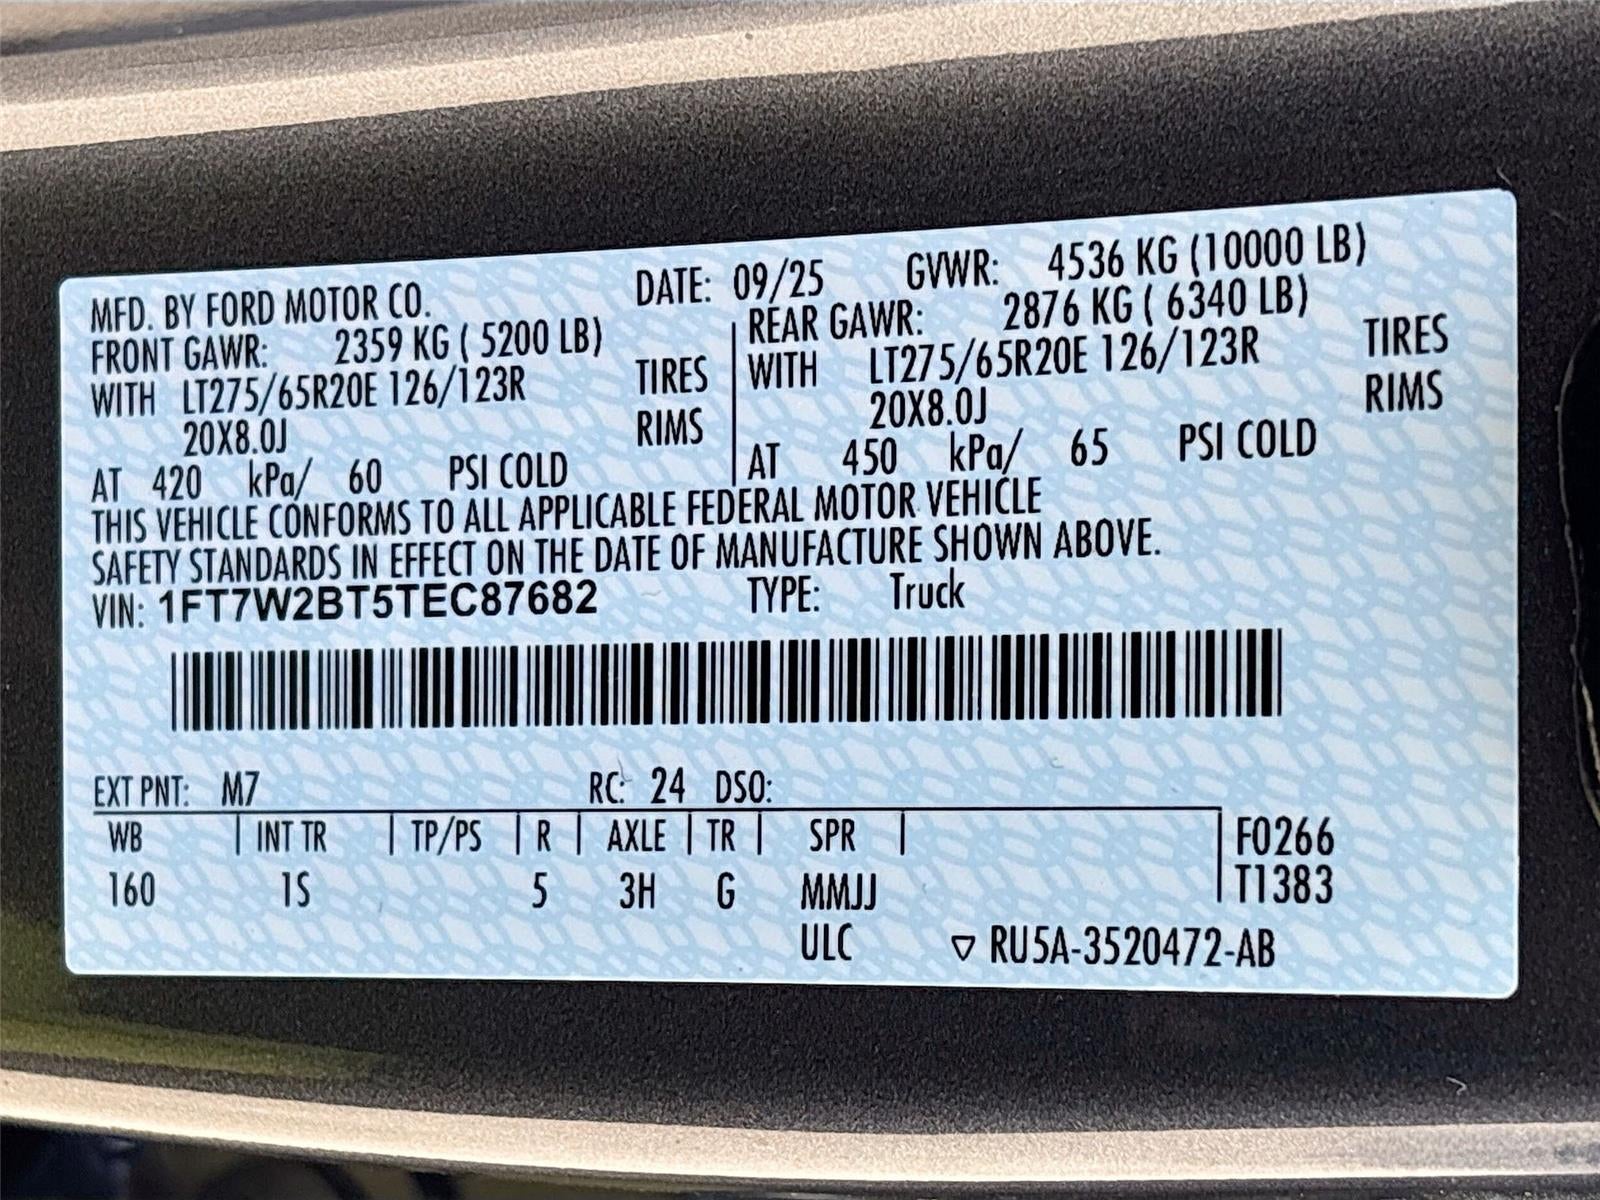 MFD. BY FORD MOTOR CO. DATE: 09/25 GVWR: 4536 KG (10000 LB)
FRONT GAWR: 2359 KG ( 5200 LB) REAR GAWR: 2876 KG ( 6340 LB)
WITH LT275/65R20E 126/123R TIRES WITH LT275/65R20E 126/123R TIRES
20X8.0J RIMS 20X8.0J RIMS
AT 420 kPa/ 60 PSI COLD AT 450 kPa/ 65 PSI COLD
THIS VEHICLE CONFORMS TO ALL APPLICABLE FEDERAL MOTOR VEHICLE
SAFETY STANDARDS IN EFFECT ON THE DATE OF MANUFACTURE SHOWN ABOVE.
VIN: 1FT7W2BT5TEC87682 TYPE: Truck
EXT PNT: M7 RC: 24 DSO:
WB | INT TR | TP/PS | R | AXLE | TR | SPR | F0266
160 1S 5 3H G MMJJ T1383
ULC ▽ RU5A-3520472-AB